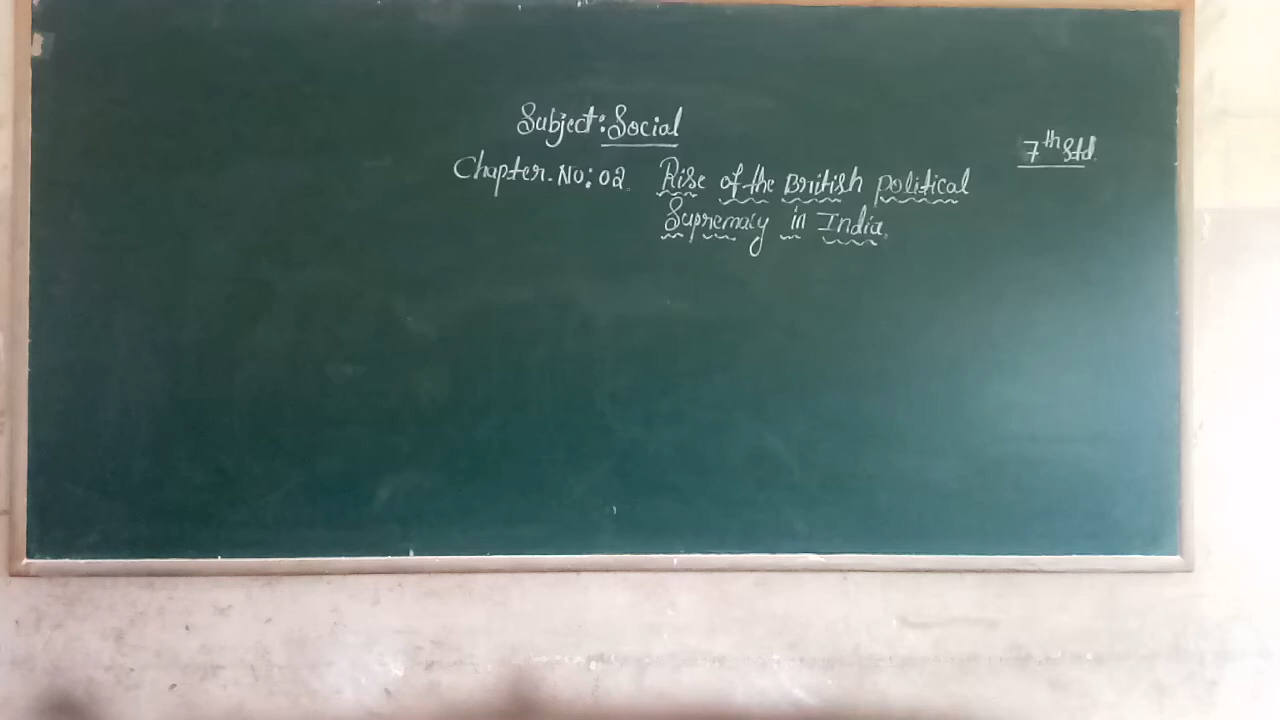 Subject: Social
7th Std.
Chapter. No: 02. Rise of the British political
Supremacy in India.